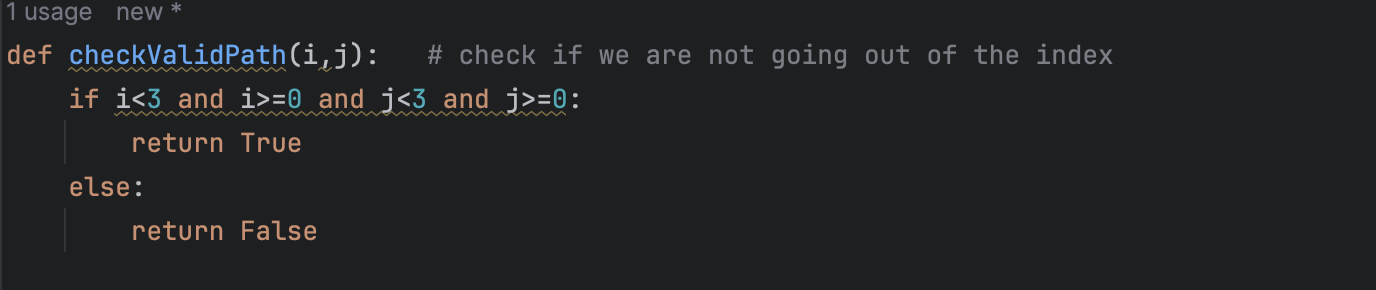 1 usage new *
def checkValidPath(i,j):   # check if we are not going out of the index
    if i<3 and i>=0 and j<3 and j>=0:
        return True
    else:
        return False